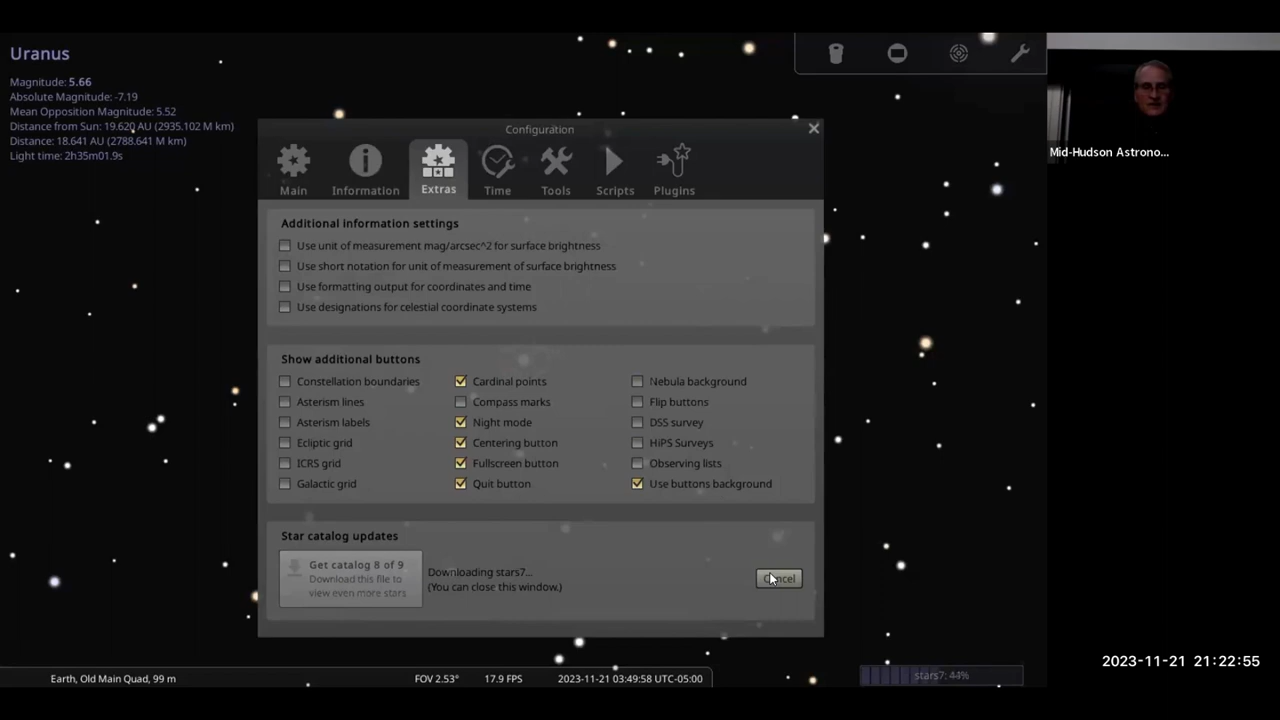 Uranus
Magnitude: 5.66
Absolute Magnitude: -7.19
Mean Opposition Magnitude: 5.52
Distance from Sun: 19.620 AU (2935.102 M km)
Distance: 18.641 AU (2788.641 M km)
Light time: 2h35m01.9s
Mid-Hudson Astrono...
Configuration
Main
Information
Extras
Time
Tools
Scripts
Plugins
Additional information settings
Use unit of measurement mag/arcsec^2 for surface brightness
Use short notation for unit of measurement of surface brightness
Use formatting output for coordinates and time
Use designations for celestial coordinate systems
Show additional buttons
Constellation boundaries
Cardinal points
Nebula background
Asterism lines
Compass marks
Flip buttons
Asterism labels
Night mode
DSS survey
Ecliptic grid
Centering button
HiPS Surveys
ICRS grid
Fullscreen button
Observing lists
Galactic grid
Quit button
Use buttons background
Star catalog updates
Get catalog 8 of 9
Download this file to
view even more stars
Downloading stars7...
(You can close this window.)
Cancel
2023-11-21 21:22:55
Earth, Old Main Quad, 99 m
FOV 2.53°
17.9 FPS
2023-11-21 03:49:58 UTC-05:00
stars7: 44%